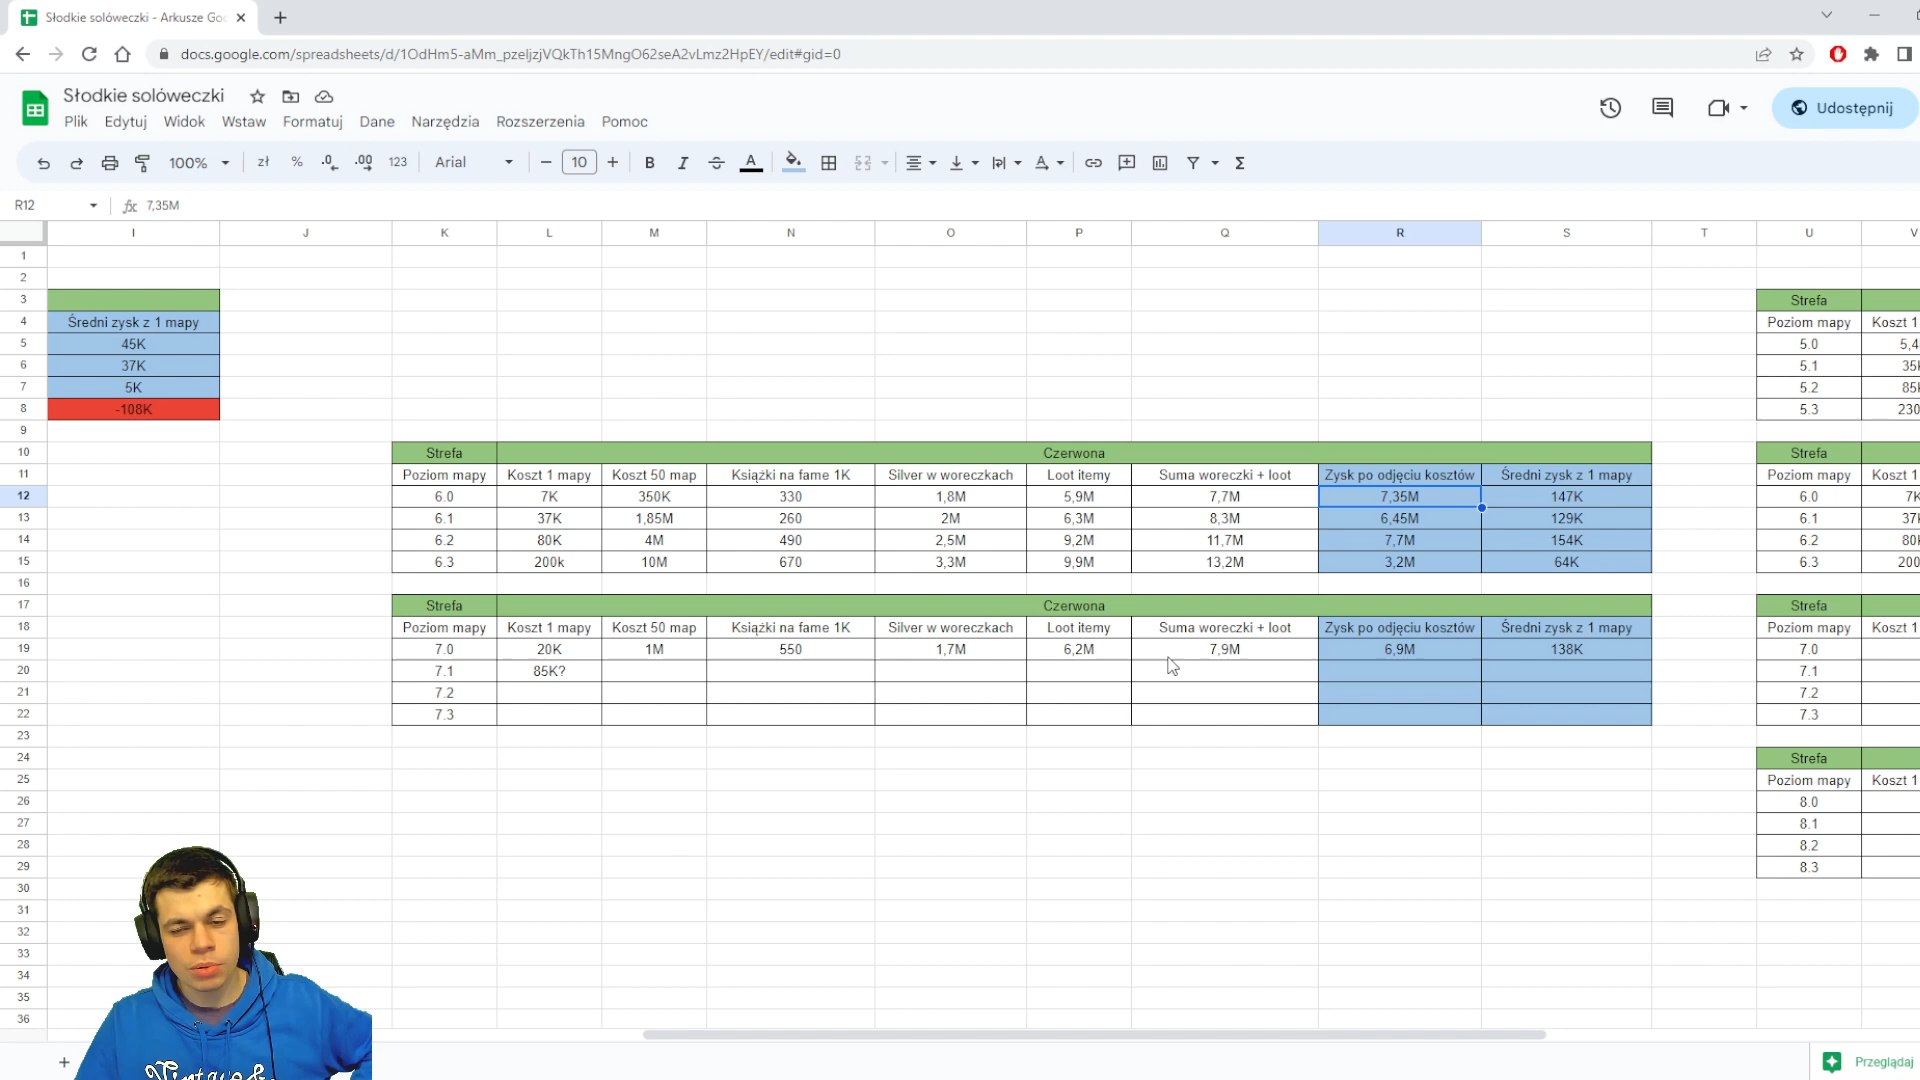 Słodkie solóweczki - Arkusze Goo
docs.google.com/spreadsheets/d/1OdHm5-aMm_pzeljzjVQkTh15MngO62seA2vLmz2HpEY/edit#gid=0
Słodkie solóweczki
Plik Edytuj Widok Wstaw Formatuj Dane Narzędzia Rozszerzenia Pomoc
Udostępnij
100% zł % .0 .00 123 Arial 10 B I A Σ
R12 fx 7,35M
I J K L M N O P Q R S T U V
1
2
3 Strefa
4 Średni zysk z 1 mapy Poziom mapy Koszt 1
5 45K 5.0 5,4
6 37K 5.1 35K
7 5K 5.2 85K
8 -108K 5.3 230
9
10 Strefa Czerwona Strefa
11 Poziom mapy Koszt 1 mapy Koszt 50 map Książki na fame 1K Silver w woreczkach Loot itemy Suma woreczki + loot Zysk po odjęciu kosztów Średni zysk z 1 mapy Poziom mapy Koszt 1
12 6.0 7K 350K 330 1,8M 5,9M 7,7M 7,35M 147K 6.0 7K
13 6.1 37K 1,85M 260 2M 6,3M 8,3M 6,45M 129K 6.1 37K
14 6.2 80K 4M 490 2,5M 9,2M 11,7M 7,7M 154K 6.2 80K
15 6.3 200k 10M 670 3,3M 9,9M 13,2M 3,2M 64K 6.3 200
16
17 Strefa Czerwona Strefa
18 Poziom mapy Koszt 1 mapy Koszt 50 map Książki na fame 1K Silver w woreczkach Loot itemy Suma woreczki + loot Zysk po odjęciu kosztów Średni zysk z 1 mapy Poziom mapy Koszt 1
19 7.0 20K 1M 550 1,7M 6,2M 7,9M 6,9M 138K 7.0
20 7.1 85K? 7.1
21 7.2 7.2
22 7.3 7.3
23
24 Strefa
25 Poziom mapy Koszt 1
26 8.0
27 8.1
28 8.2
29 8.3
30
31
32
33
34
35
36
Przeglądaj